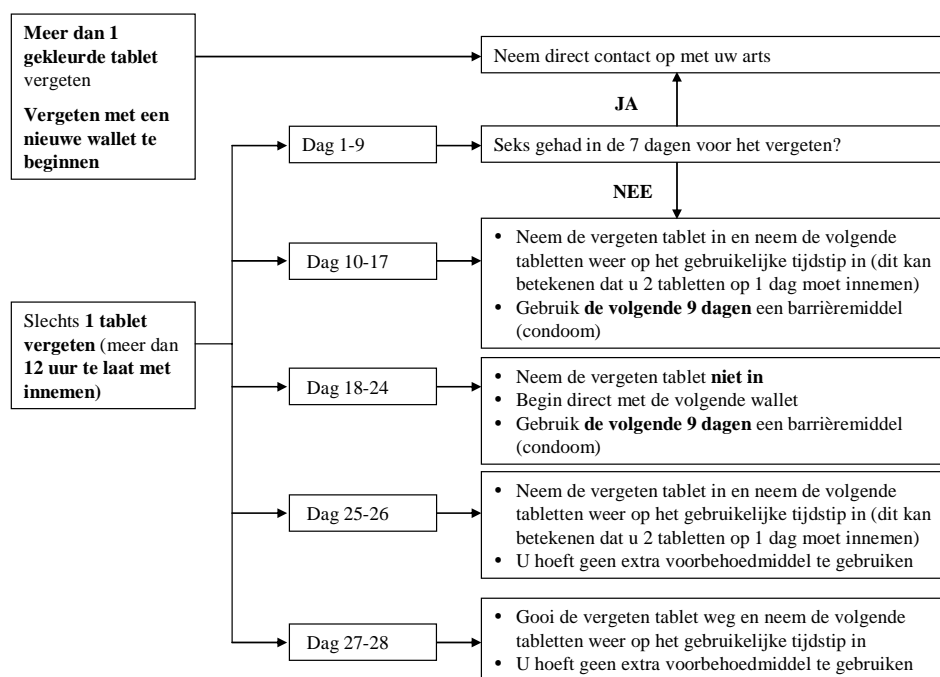 Meer dan 1
gekleurde tablet
vergeten
Vergeten met een
nieuwe wallet te
beginnen
Neem direct contact op met uw arts
JA
Dag 1-9
Seks gehad in de 7 dagen voor het vergeten?
NEE
Slechts 1 tablet
vergeten (meer dan
12 uur te laat met
innemen)
Dag 10-17
• Neem de vergeten tablet in en neem de volgende
tabletten weer op het gebruikelijke tijdstip in (dit kan
betekenen dat u 2 tabletten op 1 dag moet innemen)
• Gebruik de volgende 9 dagen een barrièremiddel
(condoom)
Dag 18-24
• Neem de vergeten tablet niet in
• Begin direct met de volgende wallet
• Gebruik de volgende 9 dagen een barrièremiddel
(condoom)
Dag 25-26
• Neem de vergeten tablet in en neem de volgende
tabletten weer op het gebruikelijke tijdstip in (dit kan
betekenen dat u 2 tabletten op 1 dag moet innemen)
• U hoeft geen extra voorbehoedmiddel te gebruiken
Dag 27-28
• Gooi de vergeten tablet weg en neem de volgende
tabletten weer op het gebruikelijke tijdstip in
• U hoeft geen extra voorbehoedmiddel te gebruiken